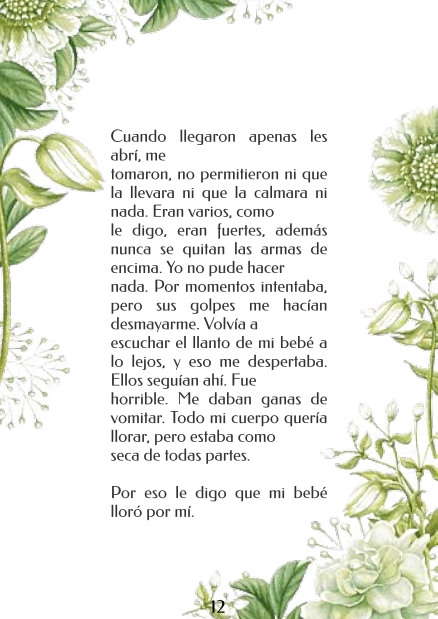 Cuando llegaron apenas les
abrí, me
tomaron, no permitieron ni que
la llevara ni que la calmara ni
nada. Eran varios, como
le digo, eran fuertes, además
nunca se quitan las armas de
encima. Yo no pude hacer
nada. Por momentos intentaba,
pero sus golpes me hacían
desmayarme. Volvía a
escuchar el llanto de mi bebé a
lo lejos, y eso me despertaba.
Ellos seguían ahí. Fue
horrible. Me daban ganas de
vomitar. Todo mi cuerpo quería
llorar, pero estaba como
seca de todas partes.
Por eso le digo que mi bebé
lloró por mí.
12